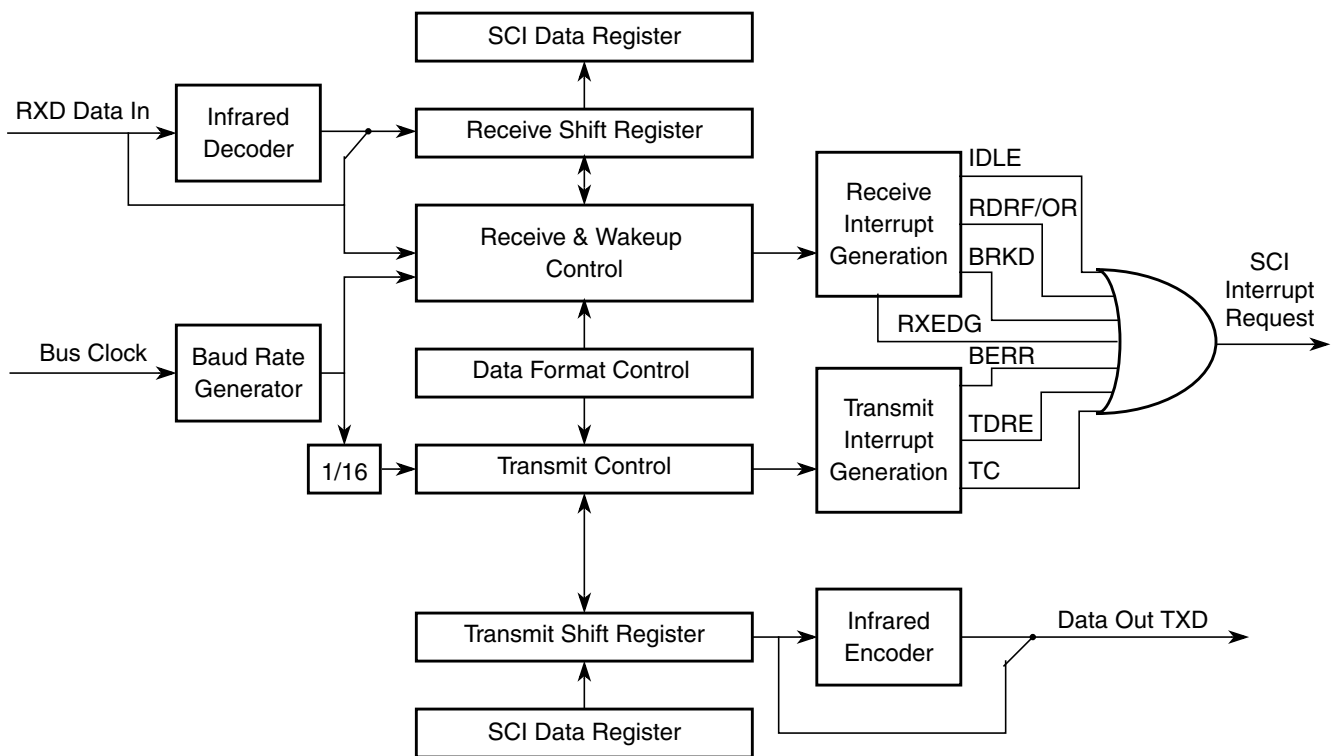 SCI Data Register
RXD Data In
Infrared
Decoder
Receive Shift Register
Receive & Wakeup
Control
Receive
Interrupt
Generation
IDLE
RDRF/OR
BRKD
RXEDG
SCI
Interrupt
Request
Bus Clock
Baud Rate
Generator
Data Format Control
BERR
Transmit
Interrupt
Generation
TDRE
TC
1/16
Transmit Control
Transmit Shift Register
Infrared
Encoder
Data Out TXD
SCI Data Register